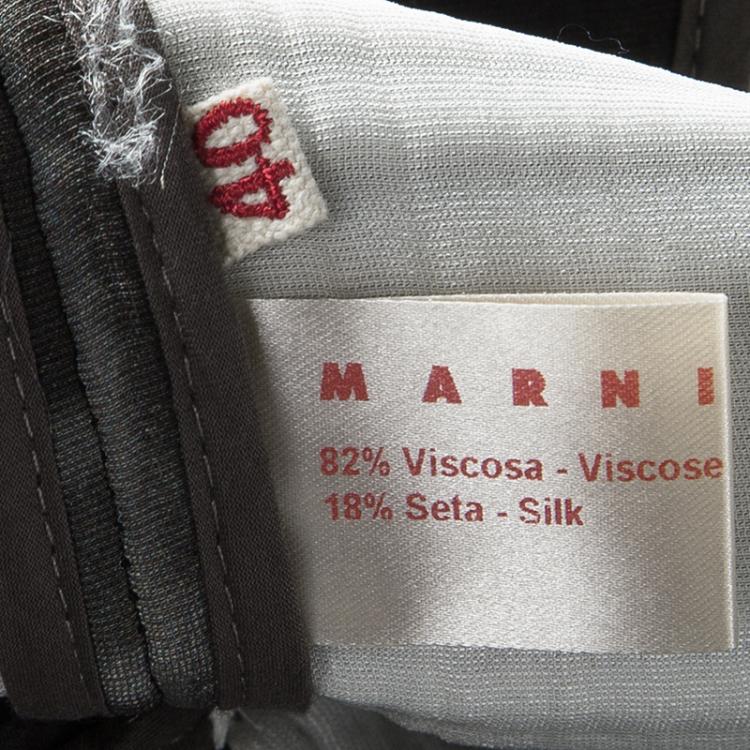 40
MARNI
82% Viscosa - Viscose
18% Seta - Silk